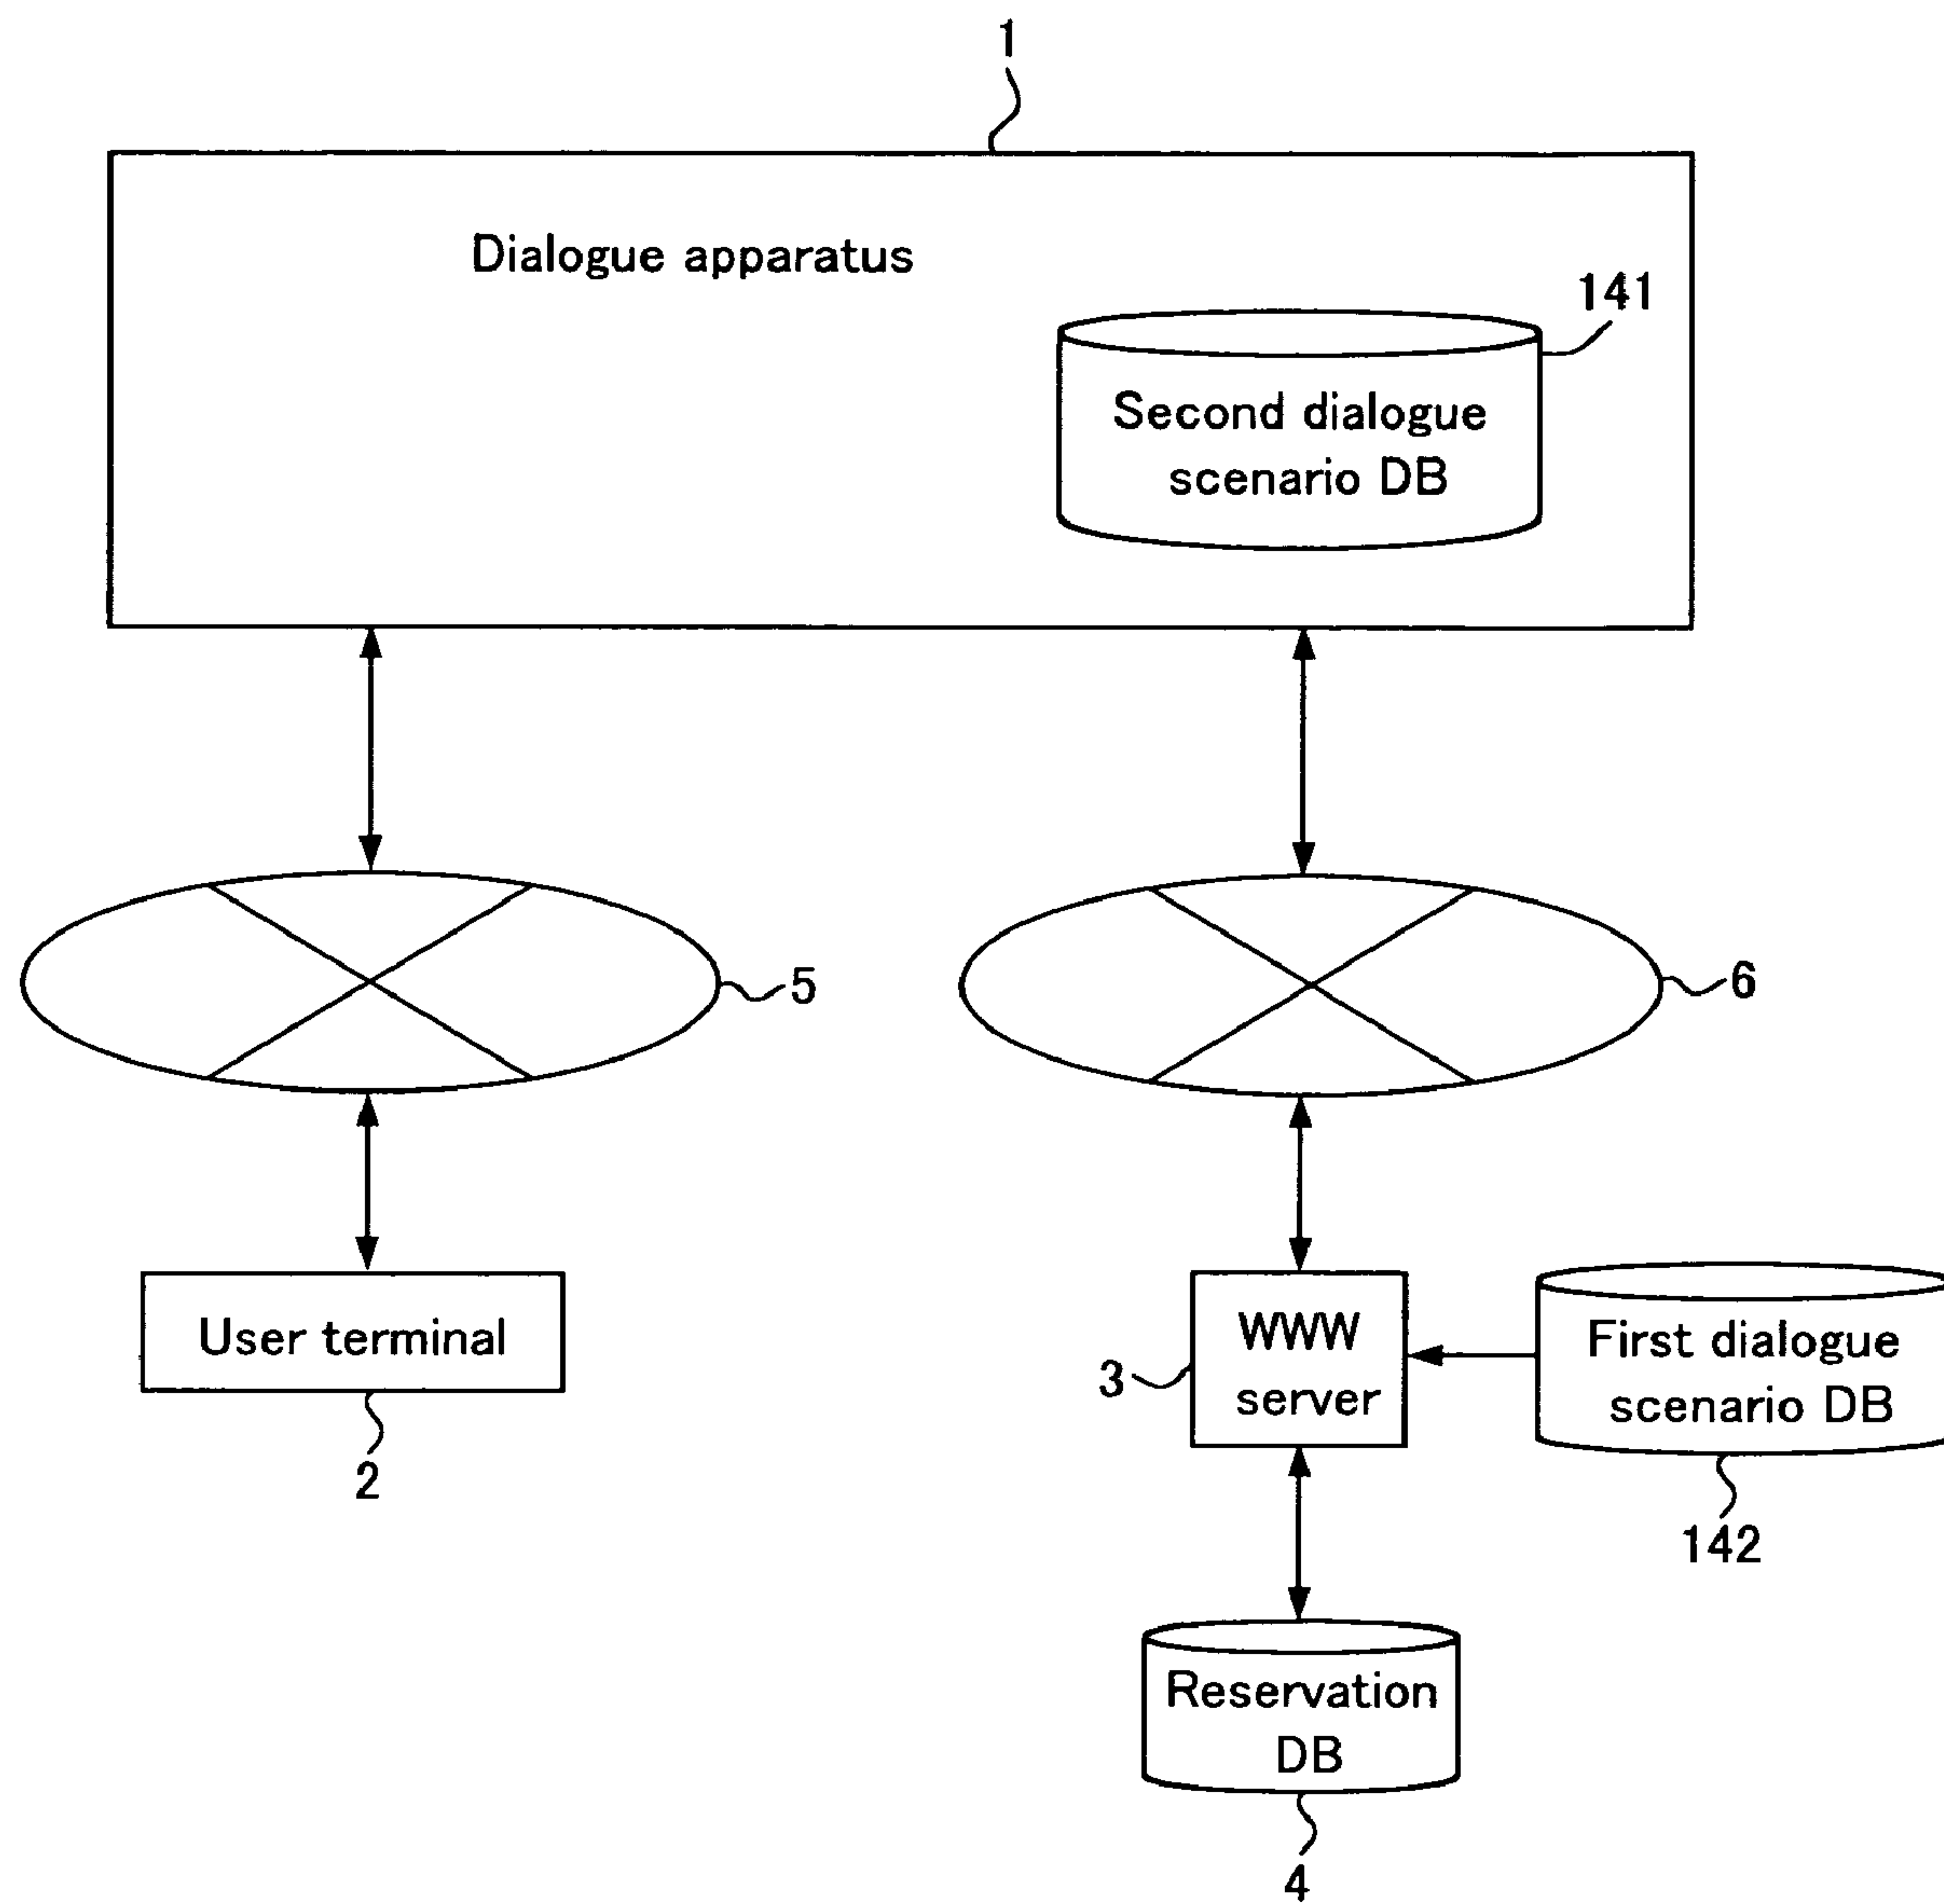 1
Dialogue apparatus
141
Second dialogue
scenario DB
5
6
User terminal
2
WWW
server
3
First dialogue
scenario DB
142
Reservation
DB
4